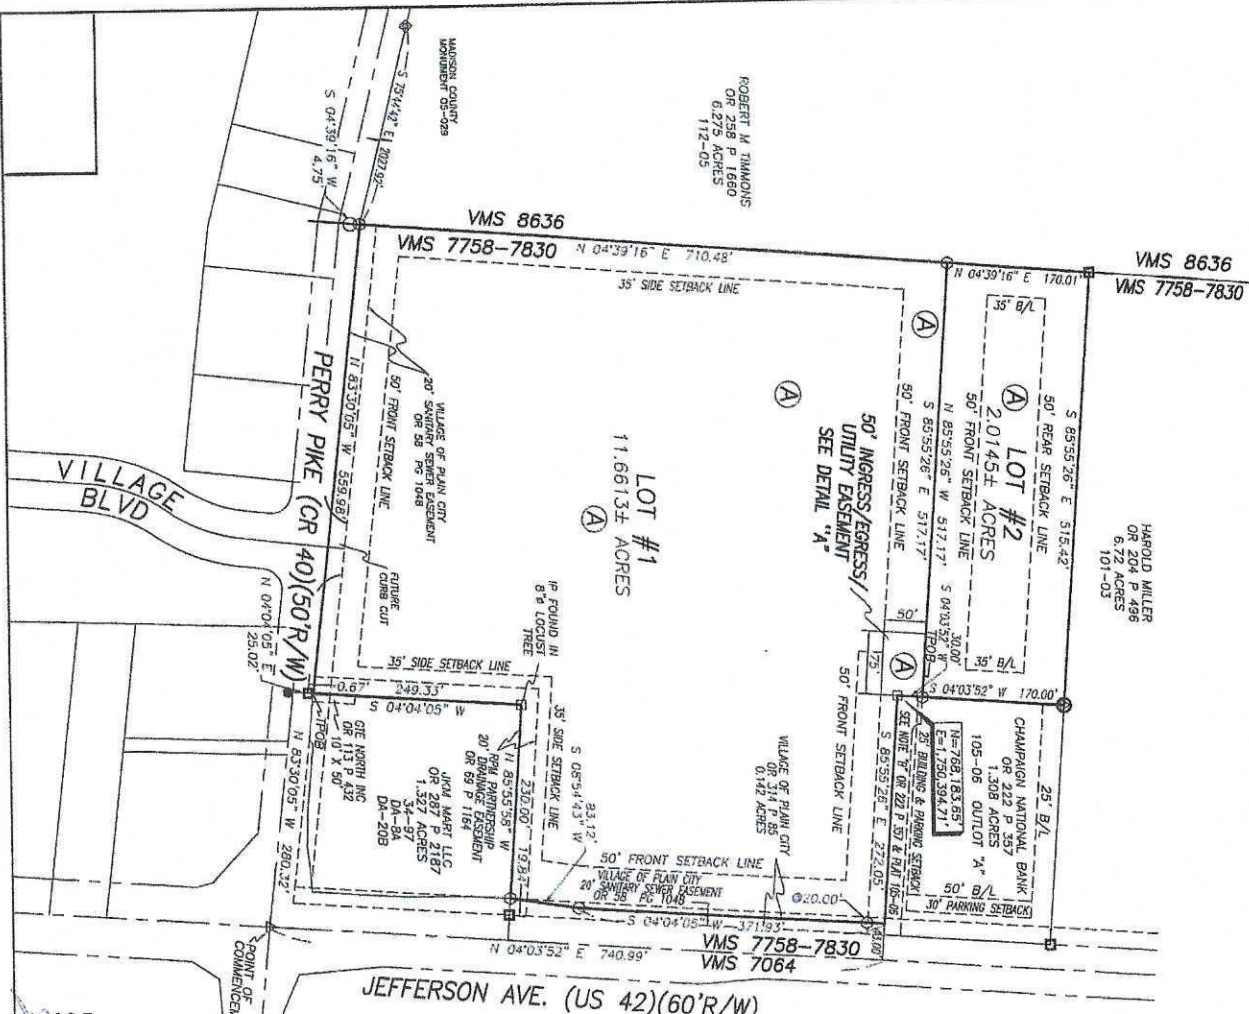 MADISON COUNTY
MONUMENT 05-029
S 75°44'42" E 2027.92'
S 04°39'16" W
4.75'
ROBERT M TIMMONS
OR 258 P 1660
6.275 ACRES
112-05
VMS 8636
VMS 7758-7830
N 04°39'16" E 710.48'
35' SIDE SETBACK LINE
N 04°39'16" E 170.01'
VMS 8636
VMS 7758-7830
35' B/L
50' REAR SETBACK LINE
S 85°55'26" E 515.42'
Ⓐ LOT #2
2.0145± ACRES
50' FRONT SETBACK LINE
N 85°55'26" W 517.17'
S 85°55'26" E 517.17'
Ⓐ
50' FRONT SETBACK LINE
35' B/L
S 04°03'52" W
30.00'
TPOB
S 04°03'52" W 170.00'
HAROLD MILLER
OR 204 P 496
6.72 ACRES
101-03
Ⓐ
50' INGRESS/EGRESS/
UTILITY EASEMENT
SEE DETAIL "A"
50'
75'
Ⓐ
LOT #1
11.6613± ACRES
Ⓐ
VILLAGE OF PLAIN CITY
20' SANITARY SEWER EASEMENT
OR 58 PG 1048
50' FRONT SETBACK LINE
N 83°30'05" W 559.98'
PERRY PIKE (CR 40)(50'R/W)
VILLAGE
BLVD
FUTURE
CURB CUT
N 04°04'05" E
25.02'
35' SIDE SETBACK LINE
0.67' 249.33'
S 04°04'05" W
IP FOUND IN
8"ø LOCUST
TREE
TPOB
10' X 50'
GTE NORTH INC
OR 113 P 432
N 83°30'05" W 280.32'
35' SIDE SETBACK LINE
N 85°55'58" W
230.00' 19.84'
RPM PARTNERSHIP
20' DRAINAGE EASEMENT
OR 69 P 1164
JKM MART LLC
OR 287 P 2187
1.327 ACRES
34-97
DA-8A
DA-20B
S 08°54'43" W
83.12'
50' FRONT SETBACK LINE
VILLAGE OF PLAIN CITY
20' SANITARY SEWER EASEMENT
OR 58 PG 1048
VILLAGE OF PLAIN CITY
OR 314 P 85
0.142 ACRES
50' FRONT SETBACK LINE
S 85°55'26" E 272.05'
SEE NOTE "B" OR 222 P 357 & PLAT 105-06
25' BUILDING & PARKING SETBACK
N=768,183.65'
E=1,750,394.71'
CHAMPAIGN NATIONAL BANK
OR 222 P 357
1.308 ACRES
105-06 OUTLOT "A"
25' B/L
50' B/L
30' PARKING SETBACK
@20.00'
S 04°04'05" W 371.93'
VMS 7758-7830
VMS 7064
N 04°03'52" E 740.99'
JEFFERSON AVE. (US 42)(60'R/W)
POINT OF